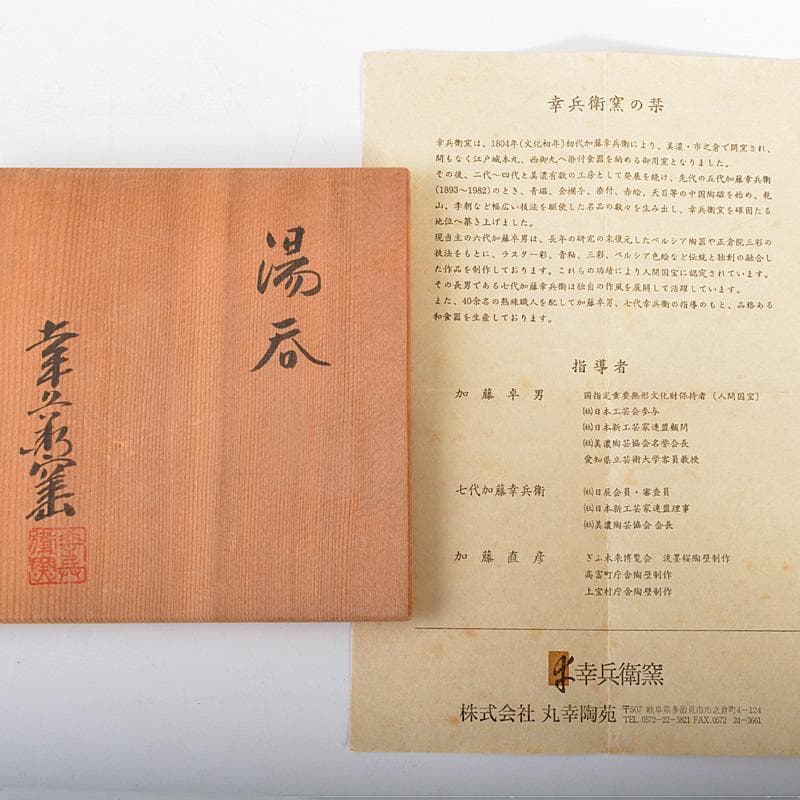 湯呑
幸兵衛窯
幸兵衛窯
幸兵衛窯の栞
幸兵衛窯は、1804年(文化初年)初代加藤幸兵衛により、美濃・市之倉で開窯され、
間もなく江戸城本丸、西御丸へ染付食器を納める御用窯となりました。
その後、二代〜四代と美濃有数の工房として発展を続け、先代の五代加藤幸兵衛
(1893〜1982)のとき、青磁、金襴手、染付、赤絵、天目等の中国陶磁を始め、乾
山、李朝など幅広い技法を駆使した名品の数々を生み出し、幸兵衛窯を確固たる
地位へ築き上げました。
現当主の六代加藤卓男は、長年の研究の末復元したペルシア陶器や正倉院三彩の
技法をもとに、ラスター彩、青釉、三彩、ペルシア色絵など伝統と独創の融合し
た作品を制作しております。これらの功績により人間国宝に認定されています。
その長男である七代加藤幸兵衛は独自の作風を展開して活躍しています。
また、40余名の熟練職人を配して加藤卓男、七代幸兵衛の指導のもと、品格ある
和食器を生産しております。
指導者
加藤卓男 国指定重要無形文化財保持者(人間国宝)
㈳日本工芸会参与
㈳日本新工芸家連盟顧問
㈳美濃陶芸協会名誉会長
愛知県立芸術大学客員教授
七代加藤幸兵衛 ㈳日展会員・審査員
㈳日本新工芸家連盟理事
㈳美濃陶芸協会 会長
加藤直彦 ぎふ未来博覧会 淡墨桜陶壁制作
高富町庁舎陶壁制作
上宝村庁舎陶壁制作
幸兵衛窯
株式会社 丸幸陶苑 〒507 岐阜県多治見市市之倉町4-124
TEL.0572-22-3821 FAX.0572 24-3661